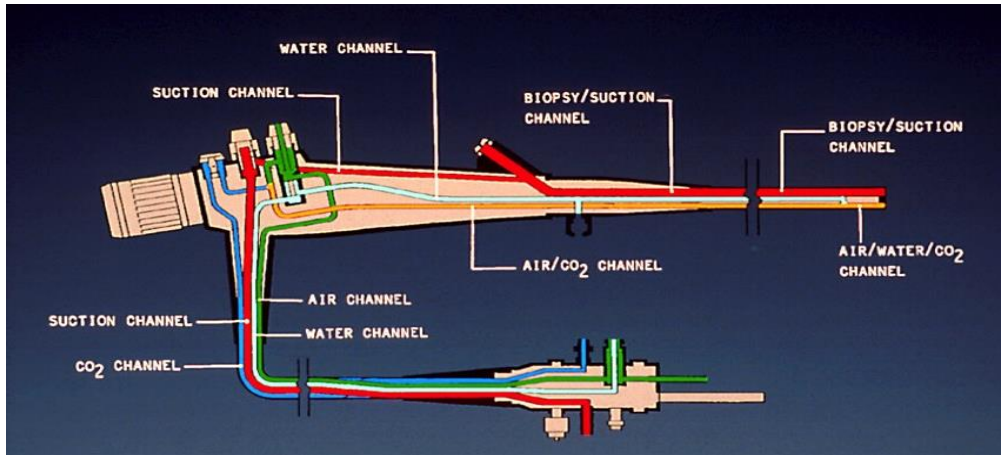 WATER CHANNEL
SUCTION CHANNEL
BIOPSY/SUCTION
CHANNEL
BIOPSY/SUCTION
CHANNEL
AIR/CO₂ CHANNEL
AIR/WATER/CO₂
CHANNEL
AIR CHANNEL
SUCTION CHANNEL
WATER CHANNEL
CO₂ CHANNEL